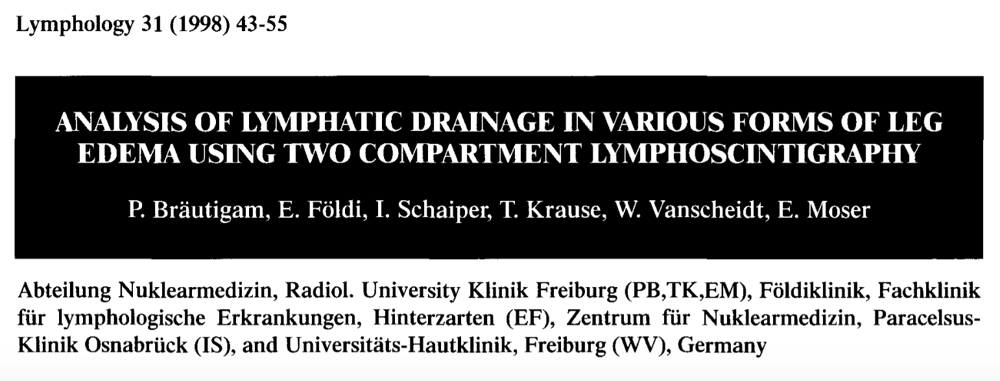 Lymphology 31 (1998) 43-55
ANALYSIS OF LYMPHATIC DRAINAGE IN VARIOUS FORMS OF LEG
EDEMA USING TWO COMPARTMENT LYMPHOSCINTIGRAPHY
P. Bräutigam, E. Földi, I. Schaiper, T. Krause, W. Vanscheidt, E. Moser
Abteilung Nuklearmedizin, Radiol. University Klinik Freiburg (PB,TK,EM), Földiklinik, Fachklinik
für lymphologische Erkrankungen, Hinterzarten (EF), Zentrum für Nuklearmedizin, Paracelsus-
Klinik Osnabrück (IS), and Universitäts-Hautklinik, Freiburg (WV), Germany